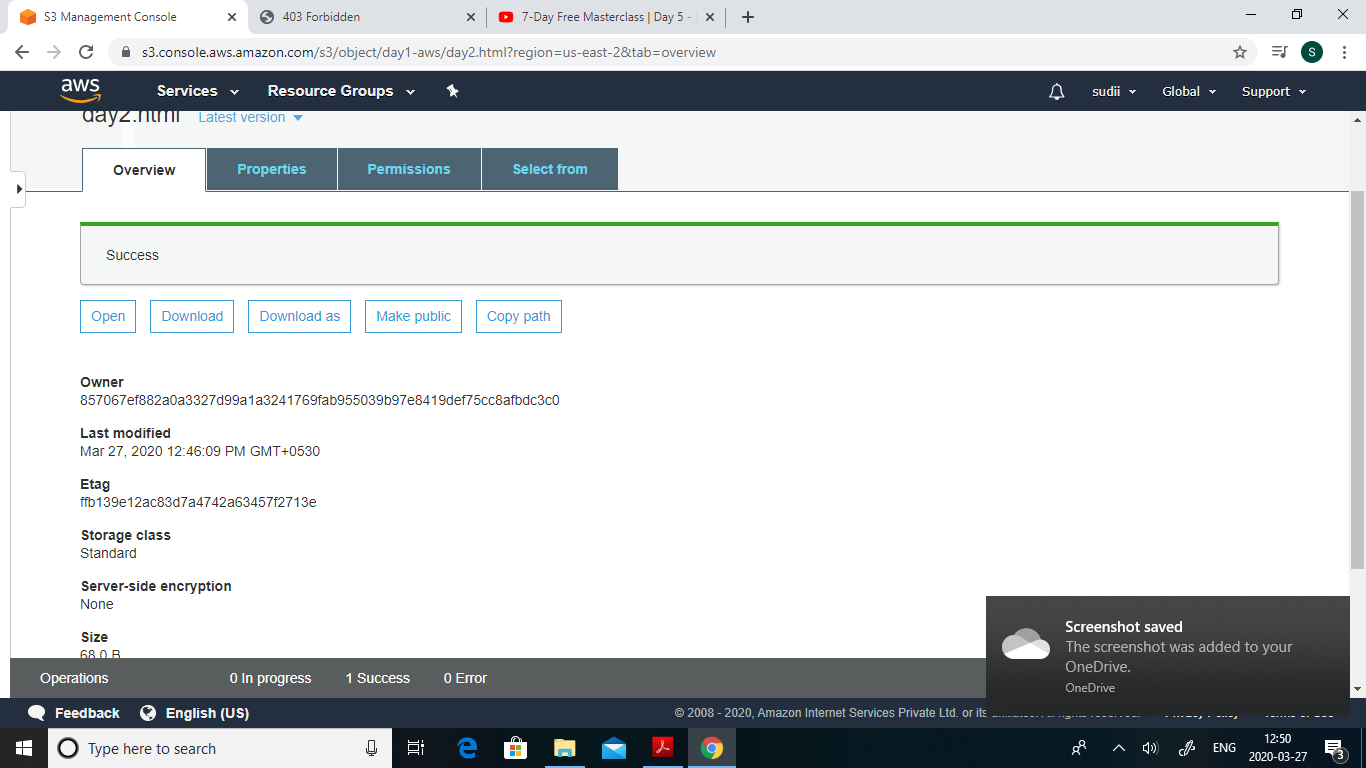 S3 Management Console
403 Forbidden
7-Day Free Masterclass | Day 5 -
s3.console.aws.amazon.com/s3/object/day1-aws/day2.html?region=us-east-2&tab=overview
S
aws
Services
Resource Groups
sudii
Global
Support
day2.html
Latest version
Overview
Properties
Permissions
Select from
Success
Open
Download
Download as
Make public
Copy path
Owner
857067ef882a0a3327d99a1a3241769fab955039b97e8419def75cc8afbdc3c0
Last modified
Mar 27, 2020 12:46:09 PM GMT+0530
Etag
ffb139e12ac83d7a4742a63457f2713e
Storage class
Standard
Server-side encryption
None
Size
68.0 B
Screenshot saved
The screenshot was added to your
OneDrive.
OneDrive
Operations
0 In progress
1 Success
0 Error
Feedback
English (US)
© 2008 - 2020, Amazon Internet Services Private Ltd. or its
Type here to search
ENG
12:50
2020-03-27
3